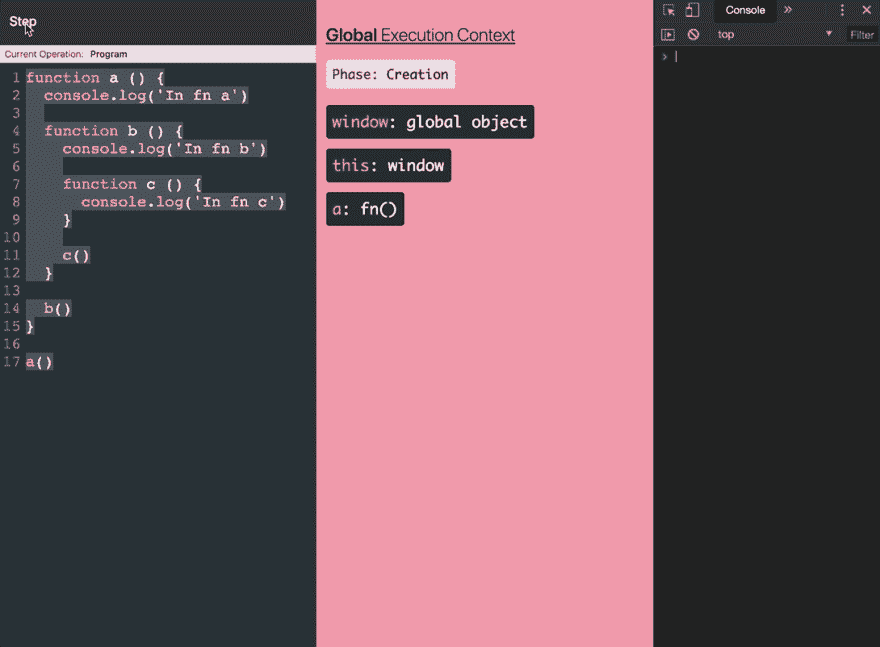 Step
Current Operation: Program
1 function a () {
2 console.log('In fn a')
3
4 function b () {
5 console.log('In fn b')
6
7 function c () {
8 console.log('In fn c')
9 }
10
11 c()
12 }
13
14 b()
15 }
16
17 a()
Global Execution Context
Phase: Creation
window: global object
this: window
a: fn()
Console »
top Filter